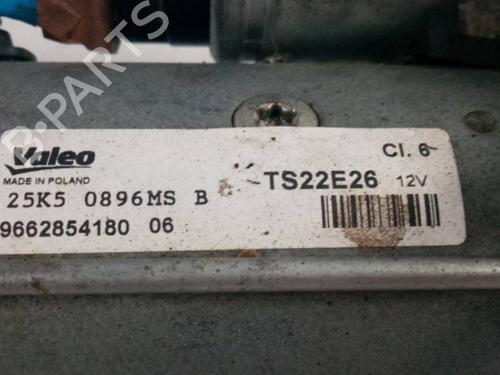 B-PARTS
Valeo
MADE IN POLAND
Cl. 6
TS22E26 12V
25K5 0896MS B
9662854180 06